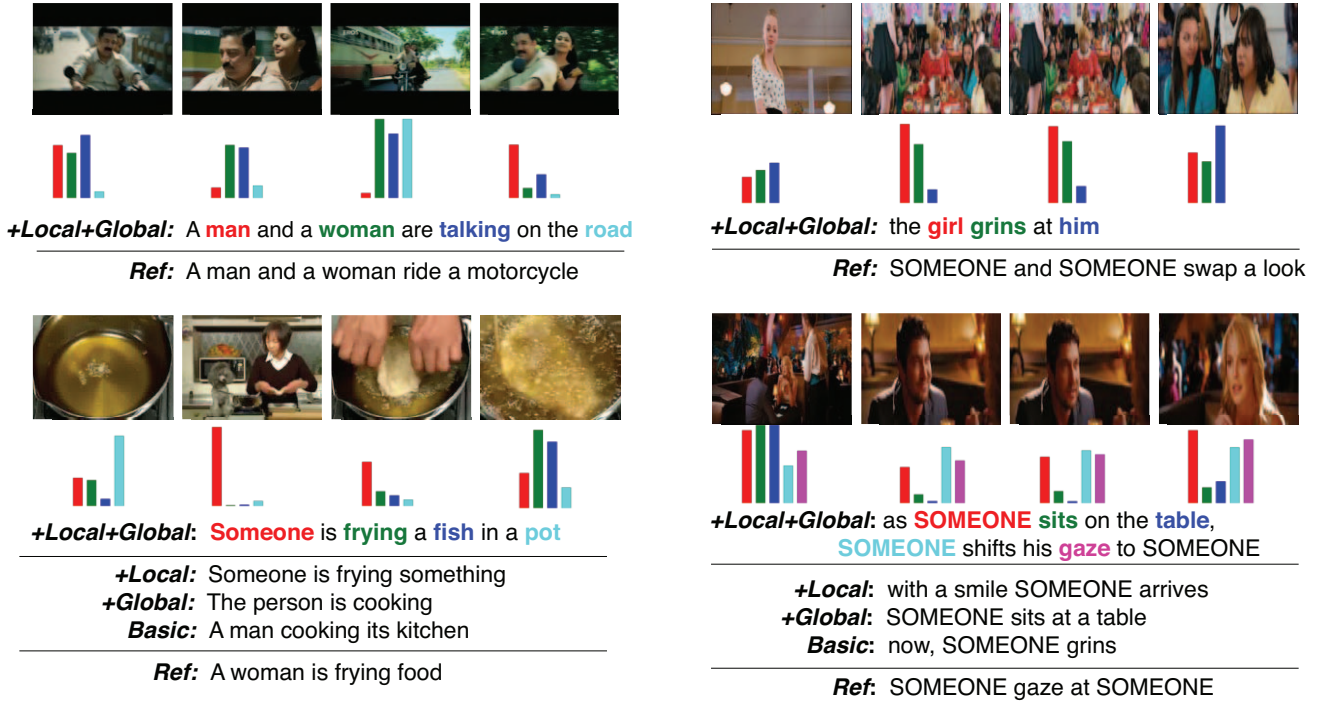 +Local+Global: A man and a woman are talking on the road
Ref: A man and a woman ride a motorcycle
+Local+Global: the girl grins at him
Ref: SOMEONE and SOMEONE swap a look
+Local+Global: Someone is frying a fish in a pot
+Local: Someone is frying something
+Global: The person is cooking
Basic: A man cooking its kitchen
Ref: A woman is frying food
+Local+Global: as SOMEONE sits on the table,
SOMEONE shifts his gaze to SOMEONE
+Local: with a smile SOMEONE arrives
+Global: SOMEONE sits at a table
Basic: now, SOMEONE grins
Ref: SOMEONE gaze at SOMEONE